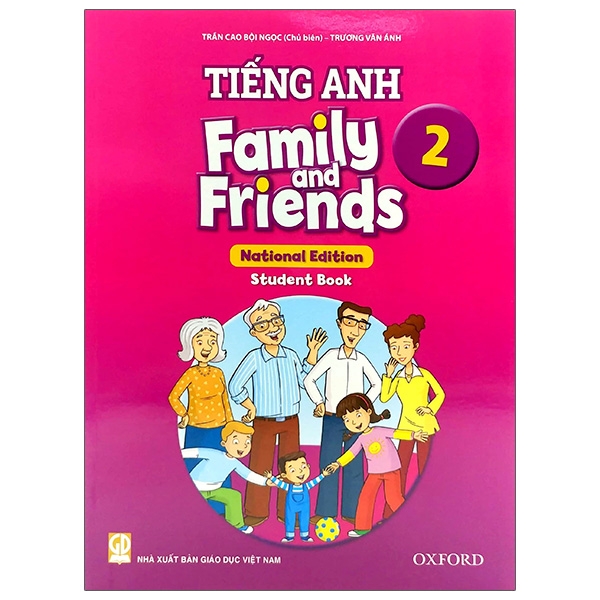 TRẦN CAO BỘI NGỌC (Chủ biên) – TRƯƠNG VĂN ÁNH
TIẾNG ANH
2
Family
and
Friends
National Edition
Student Book
GD
NHÀ XUẤT BẢN GIÁO DỤC VIỆT NAM
OXFORD